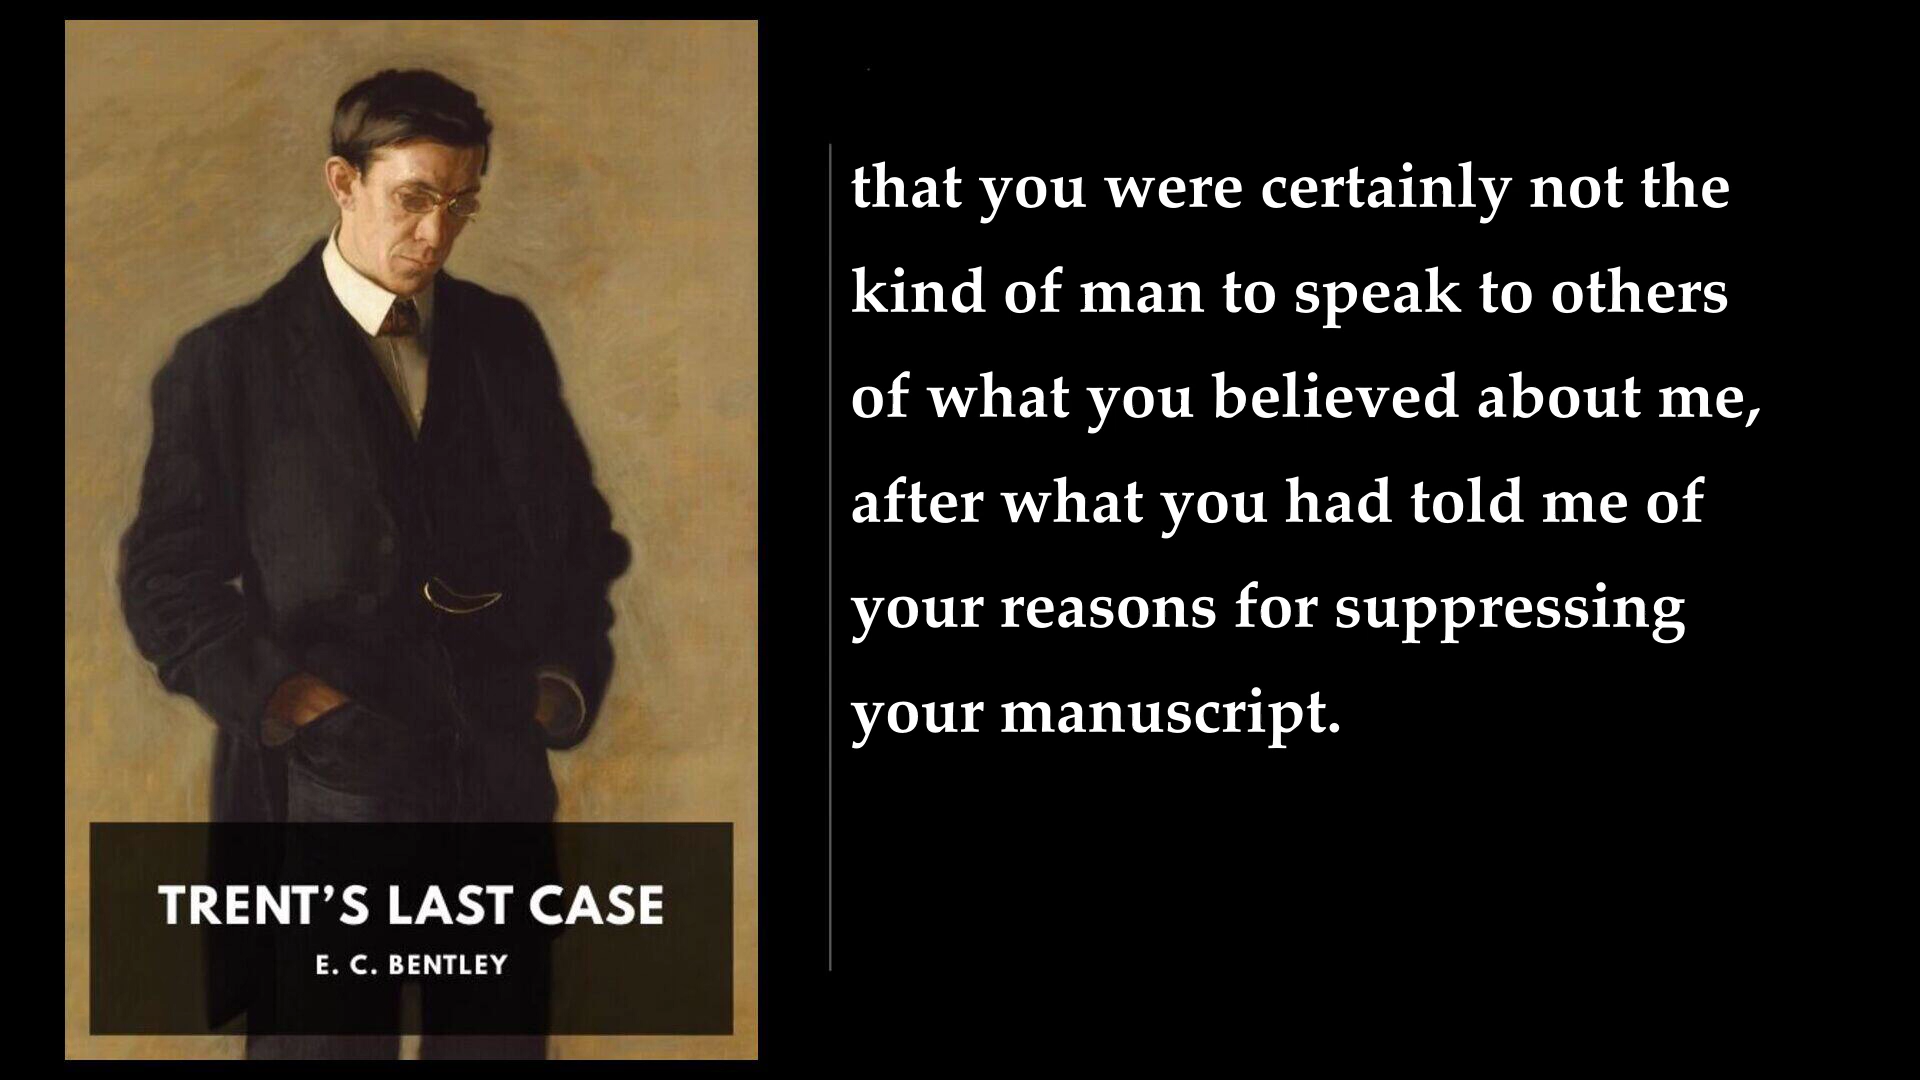 TRENT’S LAST CASE
E. C. BENTLEY
that you were certainly not the
kind of man to speak to others
of what you believed about me,
after what you had told me of
your reasons for suppressing
your manuscript.